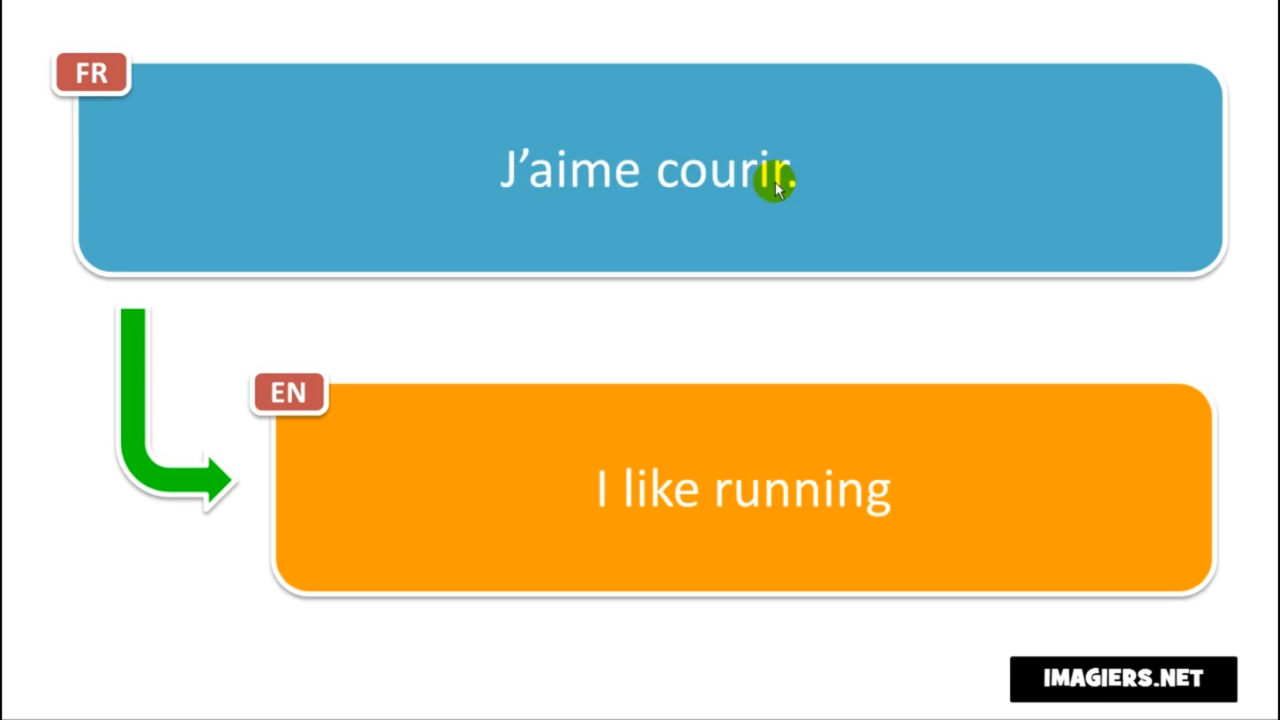 FR
J’aime courir.
EN
I like running
IMAGIERS.NET